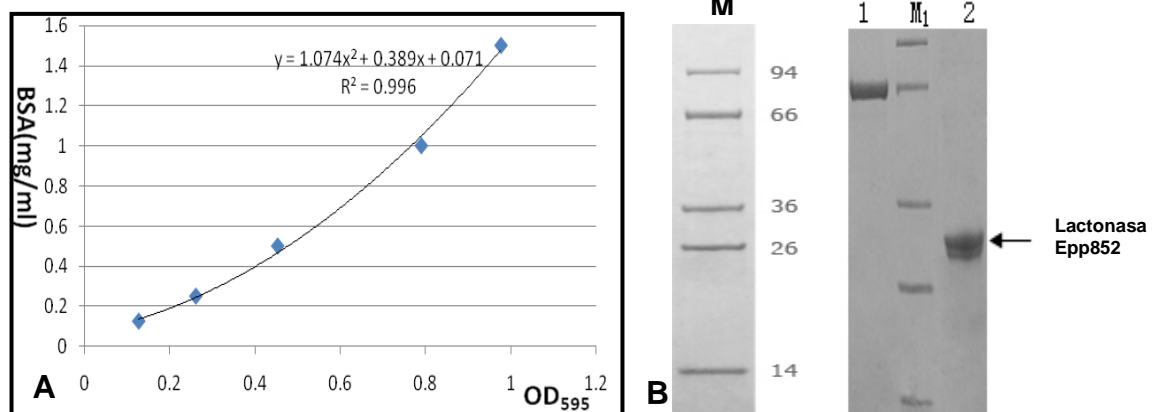 1.6
1.4
1.2
1
0.8
0.6
0.4
0.2
0
BSA(mg/ml)
y = 1.074x² + 0.389x + 0.071
R² = 0.996
0 0.2 0.4 0.6 0.8 1 1.2
OD₅₉₅
A
M
94
66
36
26
14
B
1 M₁ 2
Lactonasa
Epp852